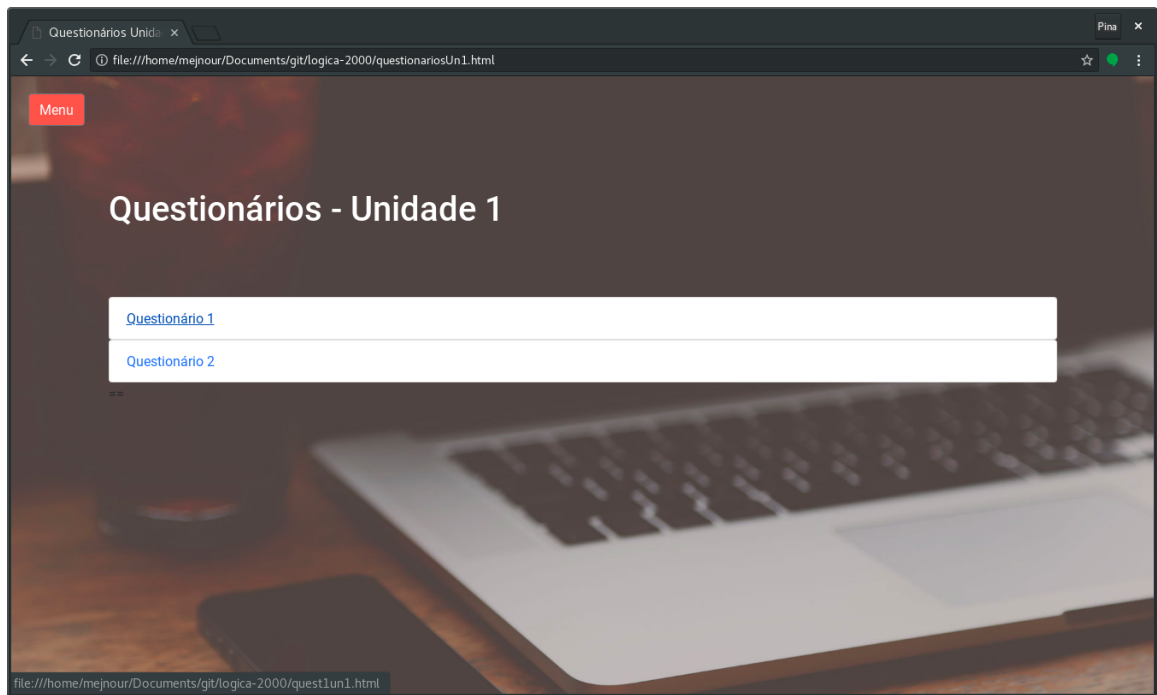 Questionários Unida
Pina
file:///home/mejnour/Documents/git/logica-2000/questionariosUn1.html
Menu
Questionários - Unidade 1
Questionário 1
Questionário 2
==
file:///home/mejnour/Documents/git/logica-2000/quest1un1.html